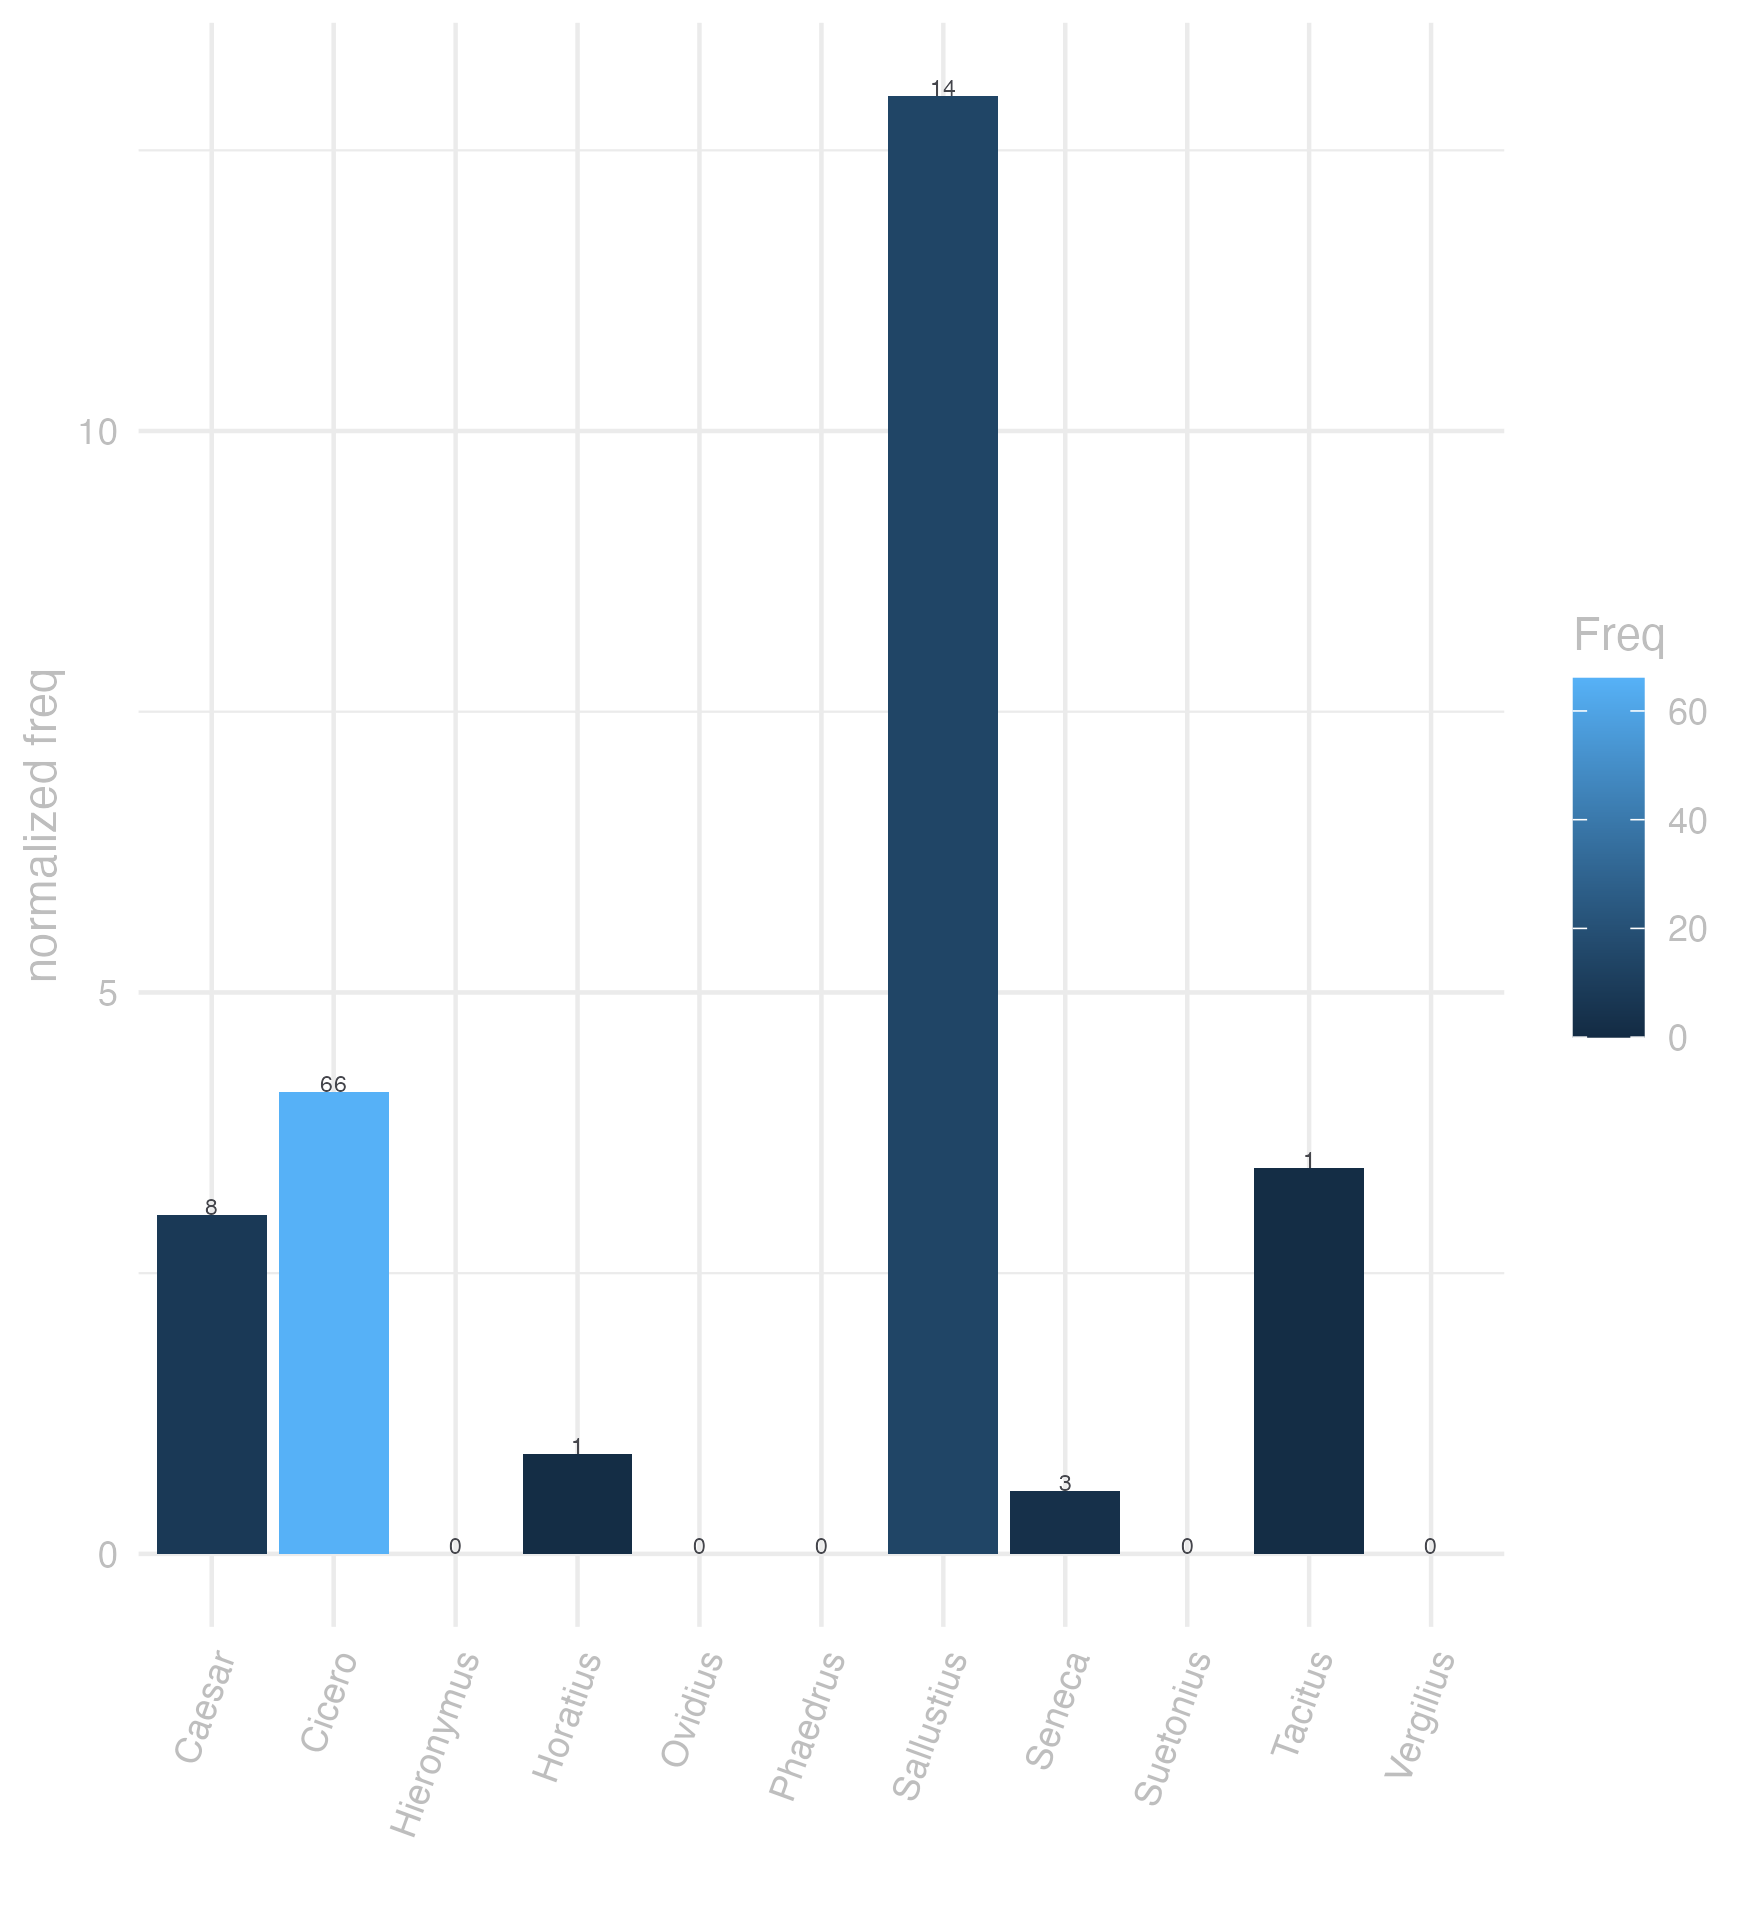 14
10
5
0
66
8
0
1
0
0
3
0
1
0
normalized freq
Caesar
Cicero
Hieronymus
Horatius
Ovidius
Phaedrus
Sallustius
Seneca
Suetonius
Tacitus
Vergilius
Freq
60
40
20
0